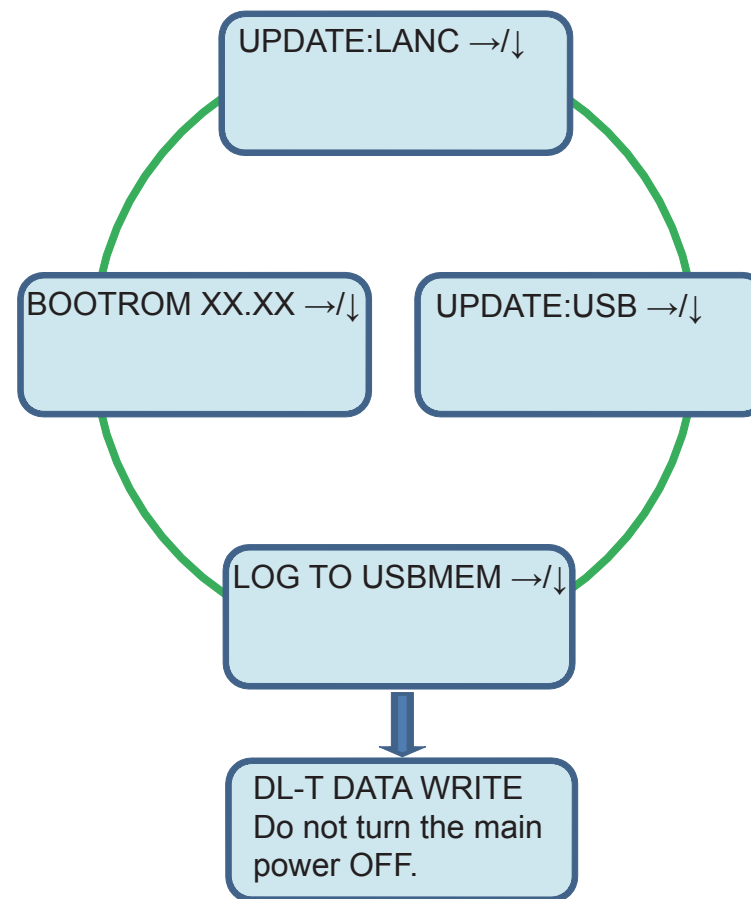 UPDATE:LANC →/↓
BOOTROM XX.XX →/↓
UPDATE:USB →/↓
LOG TO USBMEM →/↓
DL-T DATA WRITE
Do not turn the main
power OFF.